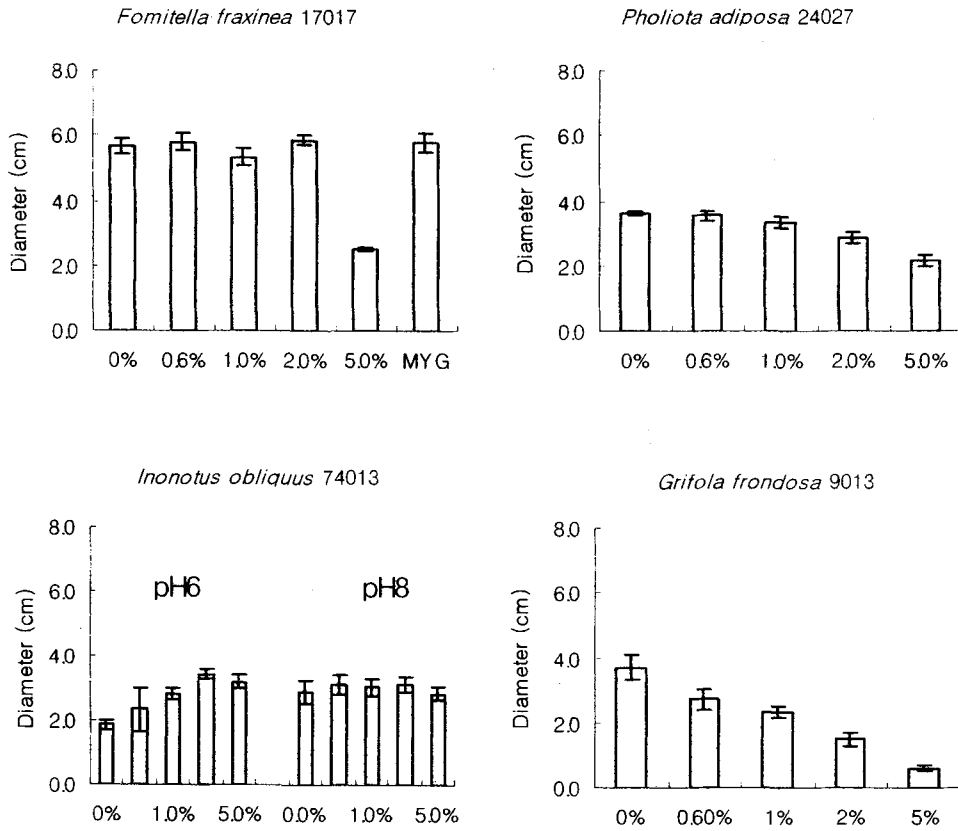 Fomitella fraxinea 17017
Diameter (cm)
8.0
6.0
4.0
2.0
0.0
0% 0.6% 1.0% 2.0% 5.0% MYG
Pholiota adiposa 24027
Diameter (cm)
8.0
6.0
4.0
2.0
0.0
0% 0.6% 1.0% 2.0% 5.0%
Inonotus obliquus 74013
Diameter (cm)
8.0
6.0
4.0
2.0
0.0
pH6 pH8
0% 1.0% 5.0% 0.0% 1.0% 5.0%
Grifola frondosa 9013
Diameter (cm)
8.0
6.0
4.0
2.0
0.0
0% 0.60% 1% 2% 5%